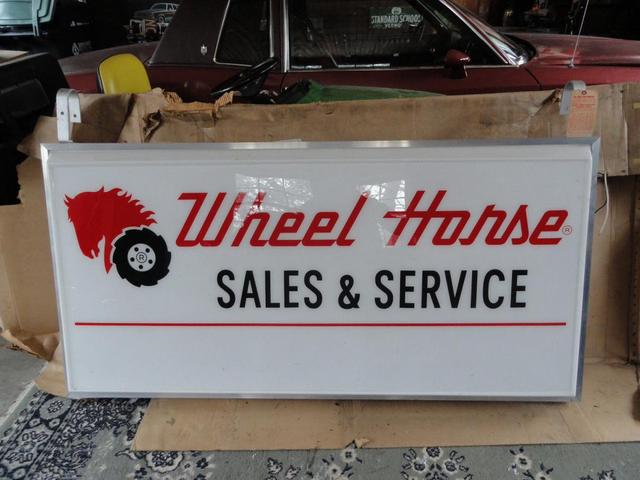 STANDARD SCHOOL
Wheel Horse®
®
SALES & SERVICE